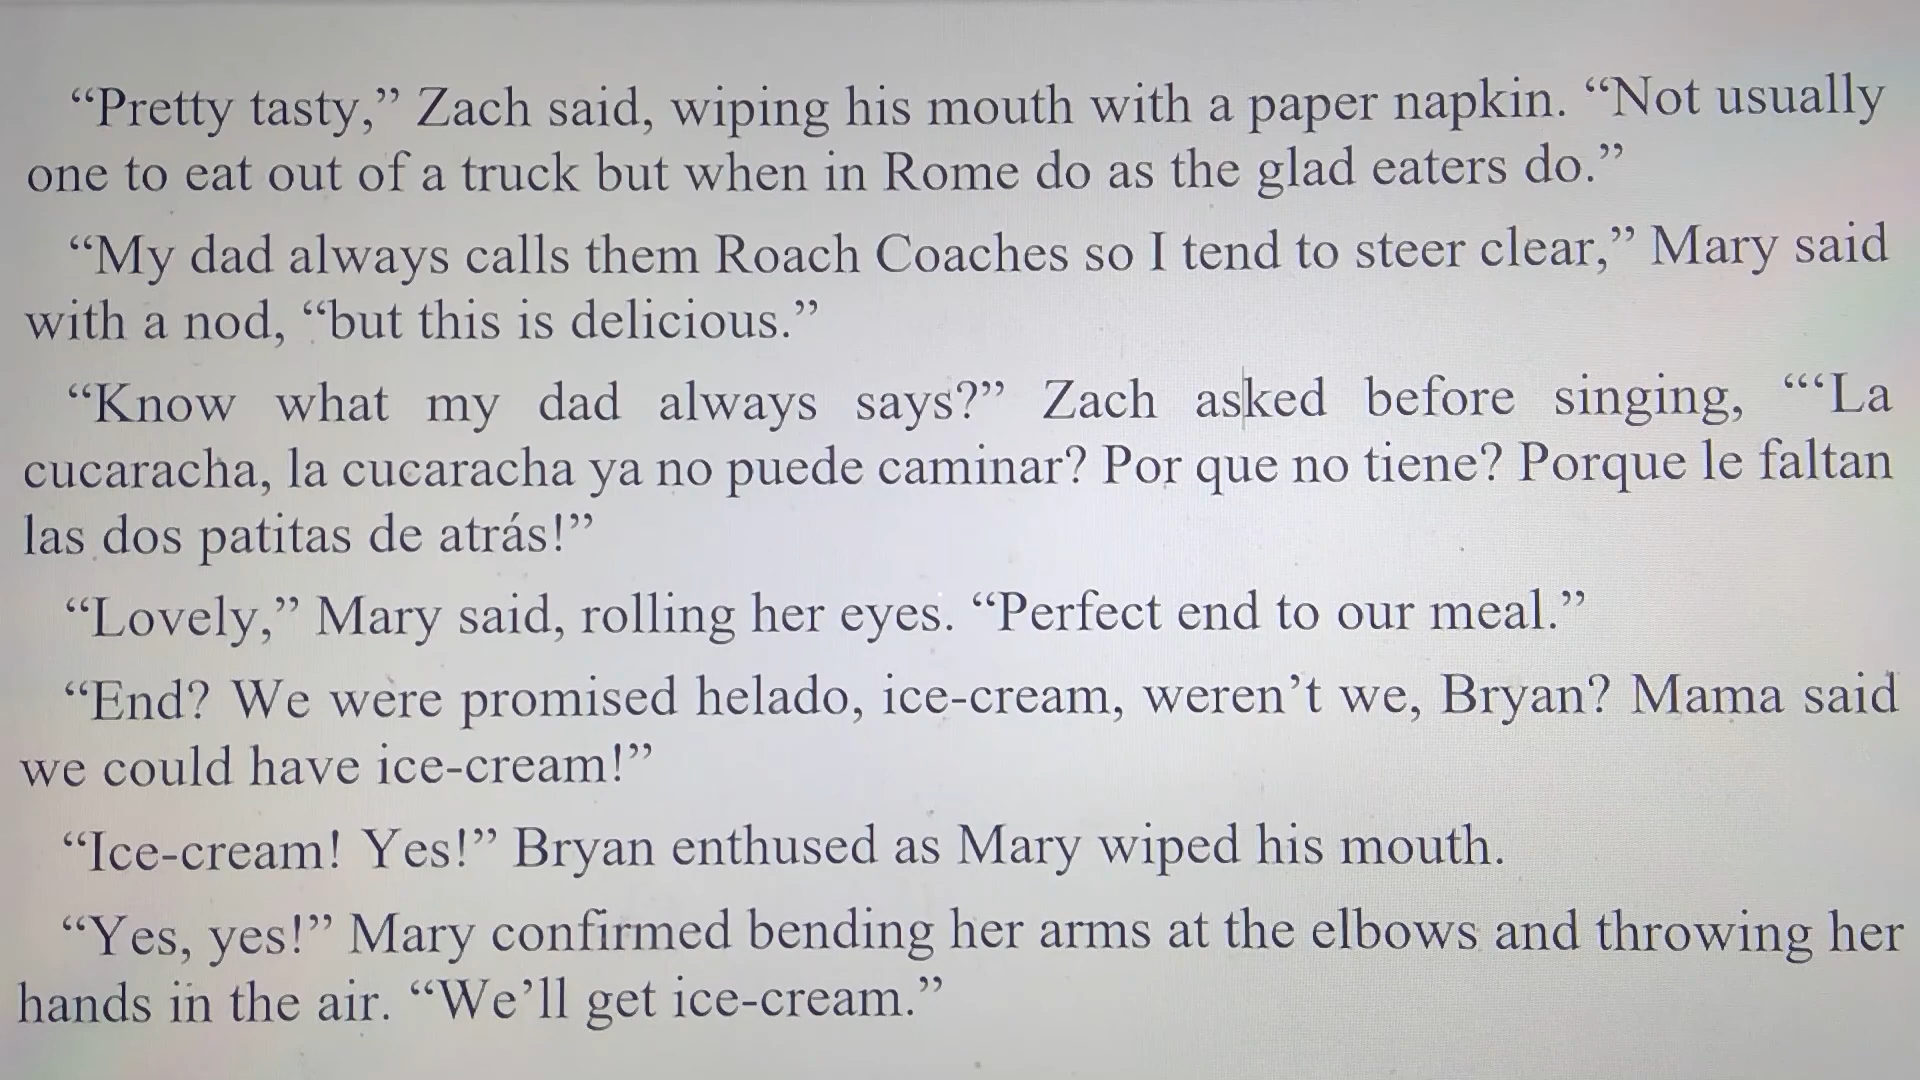 “Pretty tasty,” Zach said, wiping his mouth with a paper napkin. “Not usually
one to eat out of a truck but when in Rome do as the glad eaters do.”
“My dad always calls them Roach Coaches so I tend to steer clear,” Mary said
with a nod, “but this is delicious.”
“Know what my dad always says?” Zach asked before singing, “‘La
cucaracha, la cucaracha ya no puede caminar? Por que no tiene? Porque le faltan
las dos patitas de atrás!”
“Lovely,” Mary said, rolling her eyes. “Perfect end to our meal.”
“End? We were promised helado, ice-cream, weren’t we, Bryan? Mama said
we could have ice-cream!”
“Ice-cream! Yes!” Bryan enthused as Mary wiped his mouth.
“Yes, yes!” Mary confirmed bending her arms at the elbows and throwing her
hands in the air. “We’ll get ice-cream.”